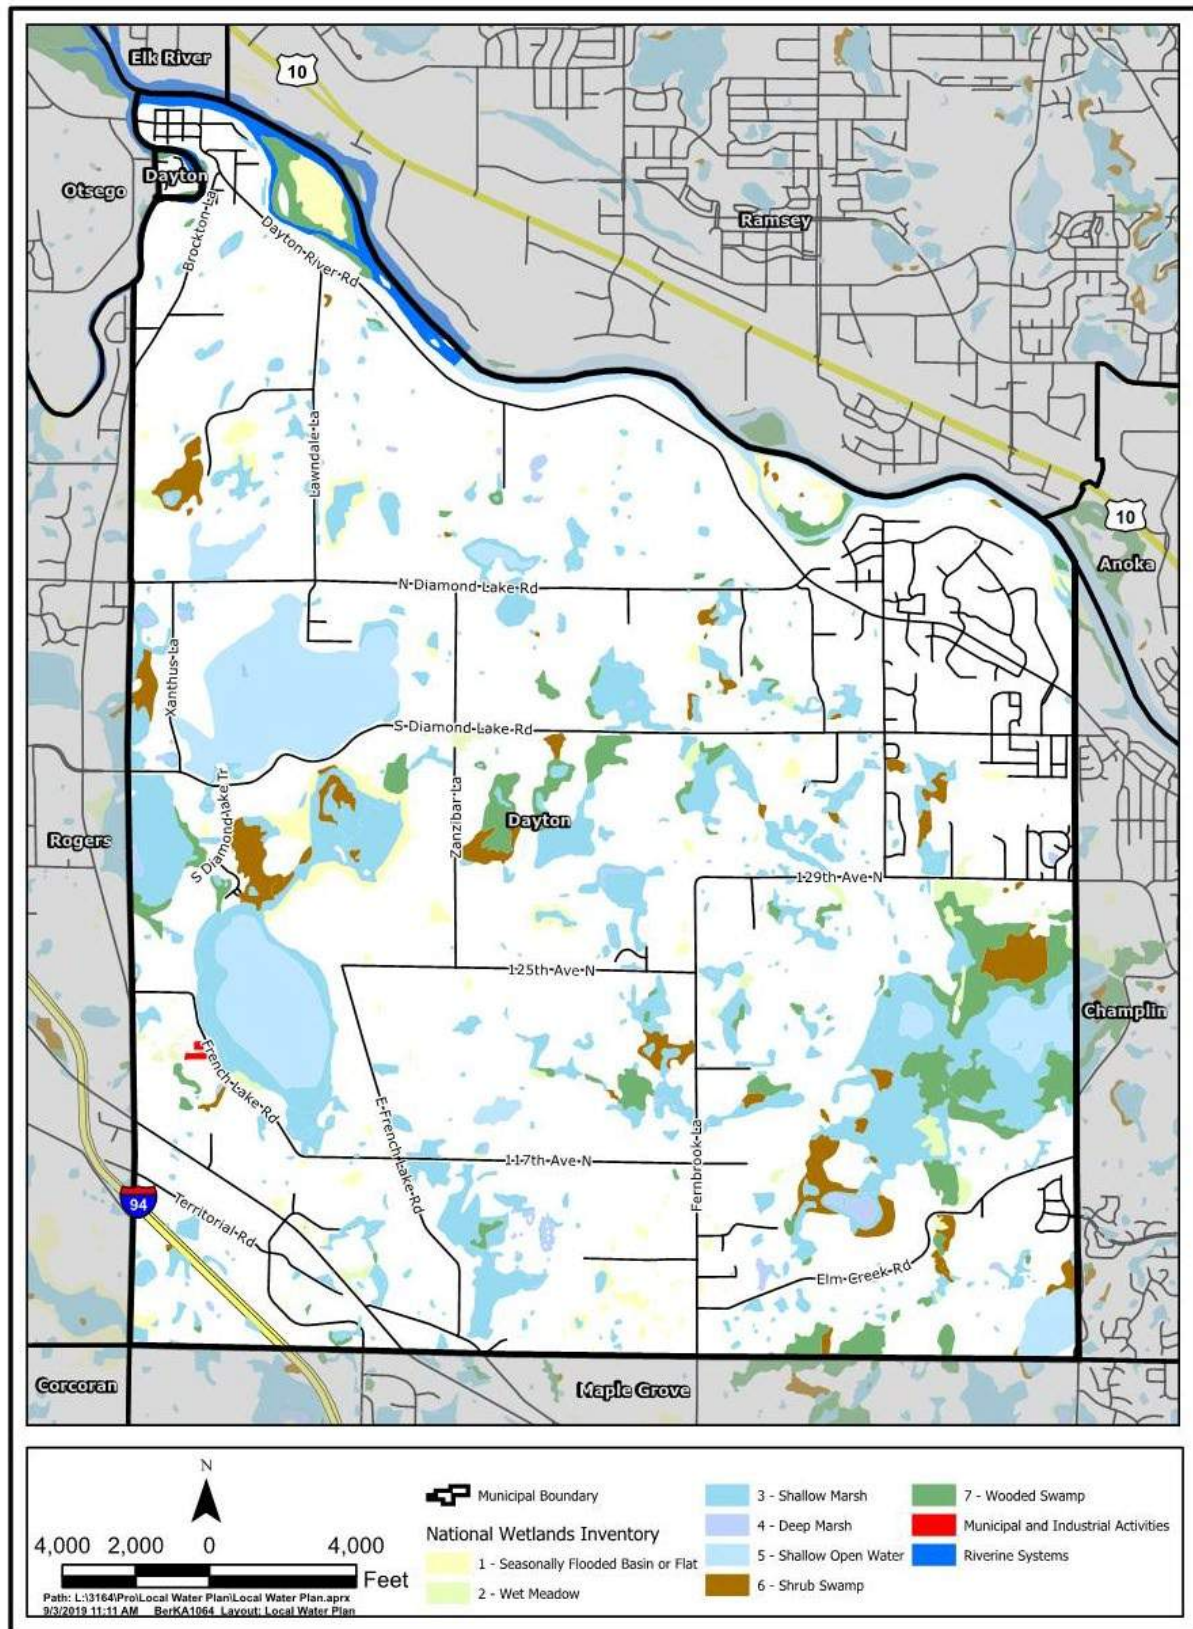 Elk River
10
Otsego
Dayton
Brockton La
Dayton River Rd
Ramsey
Lawndale La
10
Anoka
N Diamond Lake Rd
Xanthus La
S Diamond Lake Rd
S Diamond Lake Tr
Zanzibar La
Dayton
Rogers
129th Ave N
125th Ave N
Champlin
French Lake Rd
E French Lake Rd
Fernbrook La
117th Ave N
94
Territorial Rd
Elm Creek Rd
Corcoran
Maple Grove
N
4,000 2,000 0 4,000
Feet
Path: L:\3164\Pro\Local Water Plan\Local Water Plan.aprx
9/3/2019 11:11 AM BerKA1064 Layout: Local Water Plan
Municipal Boundary
National Wetlands Inventory
1 - Seasonally Flooded Basin or Flat
2 - Wet Meadow
3 - Shallow Marsh
4 - Deep Marsh
5 - Shallow Open Water
6 - Shrub Swamp
7 - Wooded Swamp
Municipal and Industrial Activities
Riverine Systems